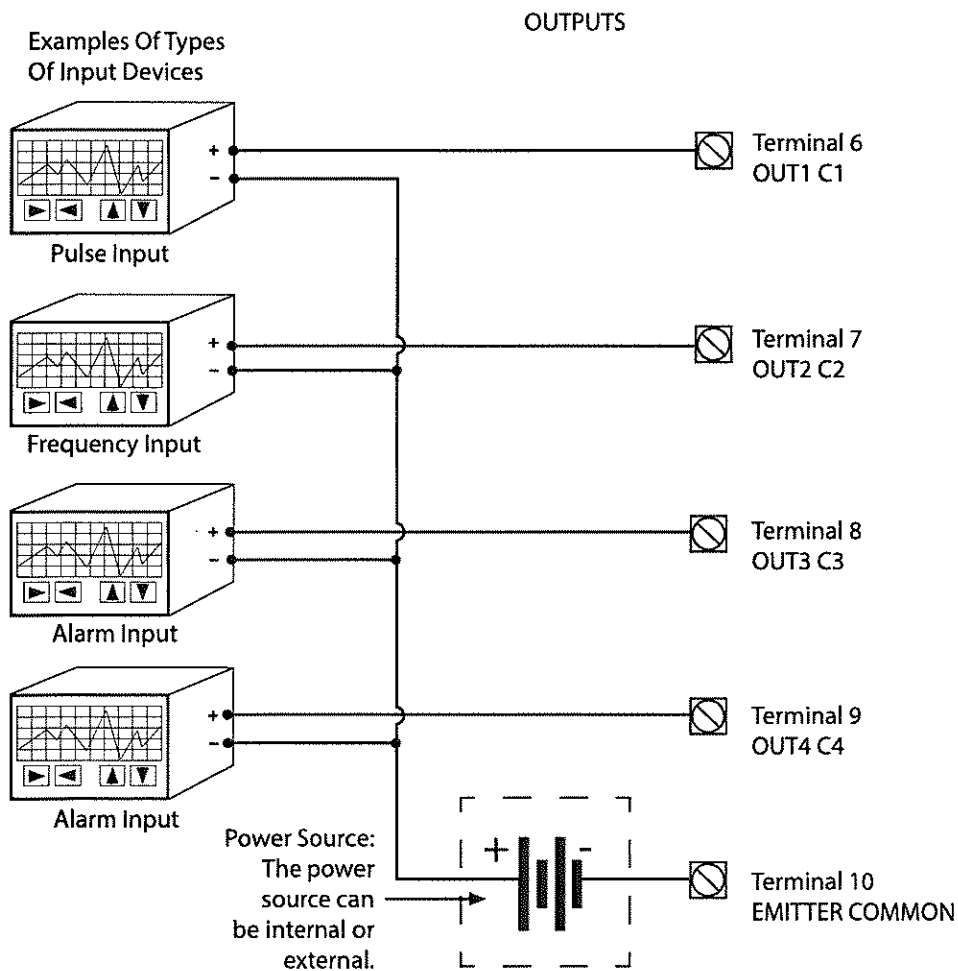 OUTPUTS
Examples Of Types
Of Input Devices
+
-
Terminal 6
OUT1 C1
Pulse Input
+
-
Terminal 7
OUT2 C2
Frequency Input
+
-
Terminal 8
OUT3 C3
Alarm Input
+
-
Terminal 9
OUT4 C4
Alarm Input
Power Source:
The power
source can
be internal or
external.
+ -
Terminal 10
EMITTER COMMON